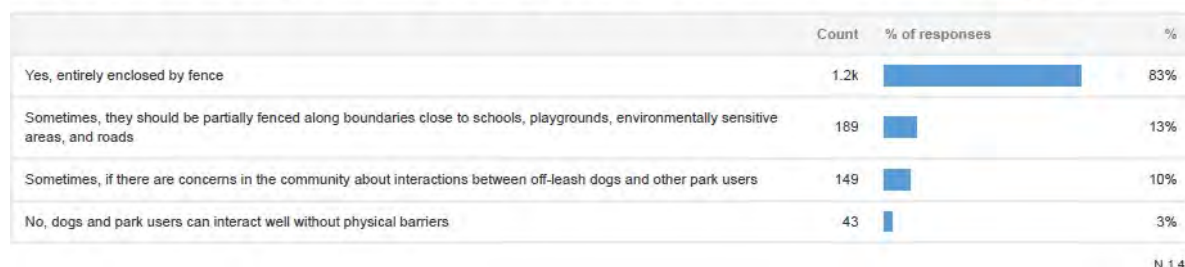 Count % of responses %
Yes, entirely enclosed by fence 1.2k 83%
Sometimes, they should be partially fenced along boundaries close to schools, playgrounds, environmentally sensitive
areas, and roads 189 13%
Sometimes, if there are concerns in the community about interactions between off-leash dogs and other park users 149 10%
No, dogs and park users can interact well without physical barriers 43 3%